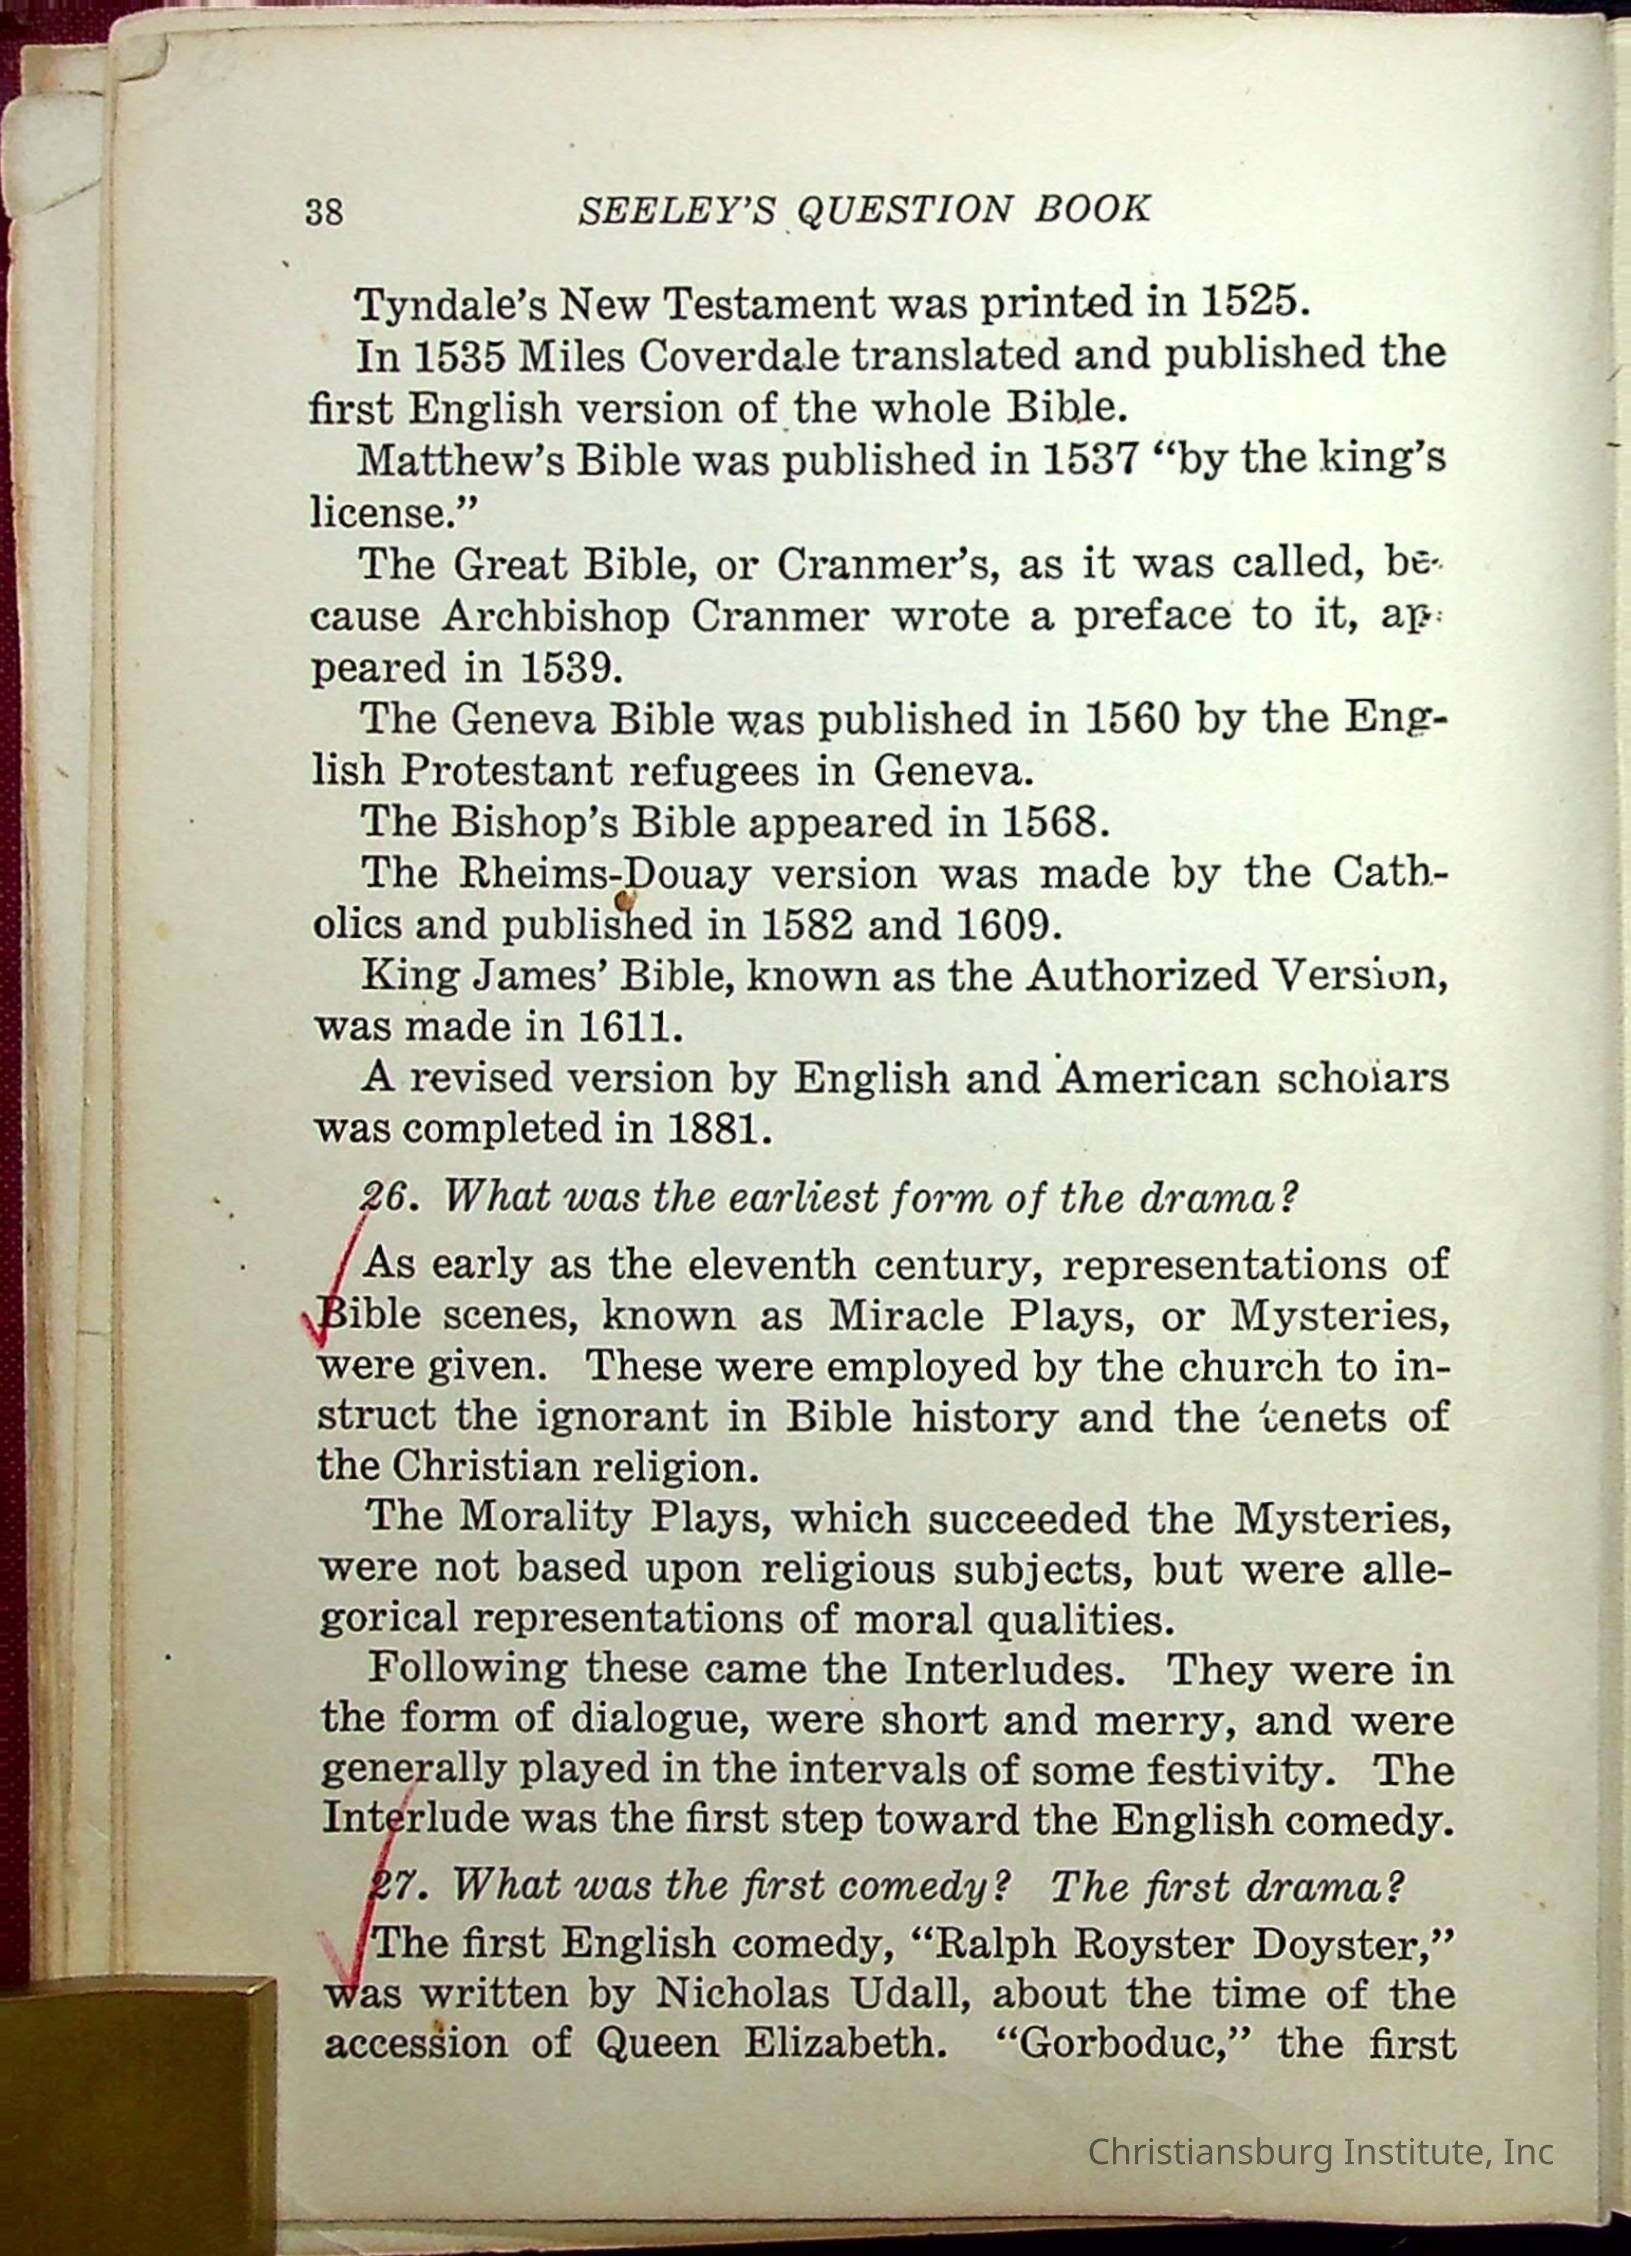 38 SEELEY'S QUESTION BOOK
Tyndale's New Testament was printed in 1525.
In 1535 Miles Coverdale translated and published the
first English version of the whole Bible.
Matthew's Bible was published in 1537 “by the king's
license.”
The Great Bible, or Cranmer's, as it was called, be-
cause Archbishop Cranmer wrote a preface to it, ap-
peared in 1539.
The Geneva Bible was published in 1560 by the Eng-
lish Protestant refugees in Geneva.
The Bishop's Bible appeared in 1568.
The Rheims-Douay version was made by the Cath-
olics and published in 1582 and 1609.
King James' Bible, known as the Authorized Version,
was made in 1611.
A revised version by English and American scholars
was completed in 1881.
26. What was the earliest form of the drama?
As early as the eleventh century, representations of
Bible scenes, known as Miracle Plays, or Mysteries,
were given. These were employed by the church to in-
struct the ignorant in Bible history and the tenets of
the Christian religion.
The Morality Plays, which succeeded the Mysteries,
were not based upon religious subjects, but were alle-
gorical representations of moral qualities.
Following these came the Interludes. They were in
the form of dialogue, were short and merry, and were
generally played in the intervals of some festivity. The
Interlude was the first step toward the English comedy.
27. What was the first comedy? The first drama?
The first English comedy, “Ralph Royster Doyster,”
was written by Nicholas Udall, about the time of the
accession of Queen Elizabeth. “Gorboduc,” the first
Christiansburg Institute, Inc